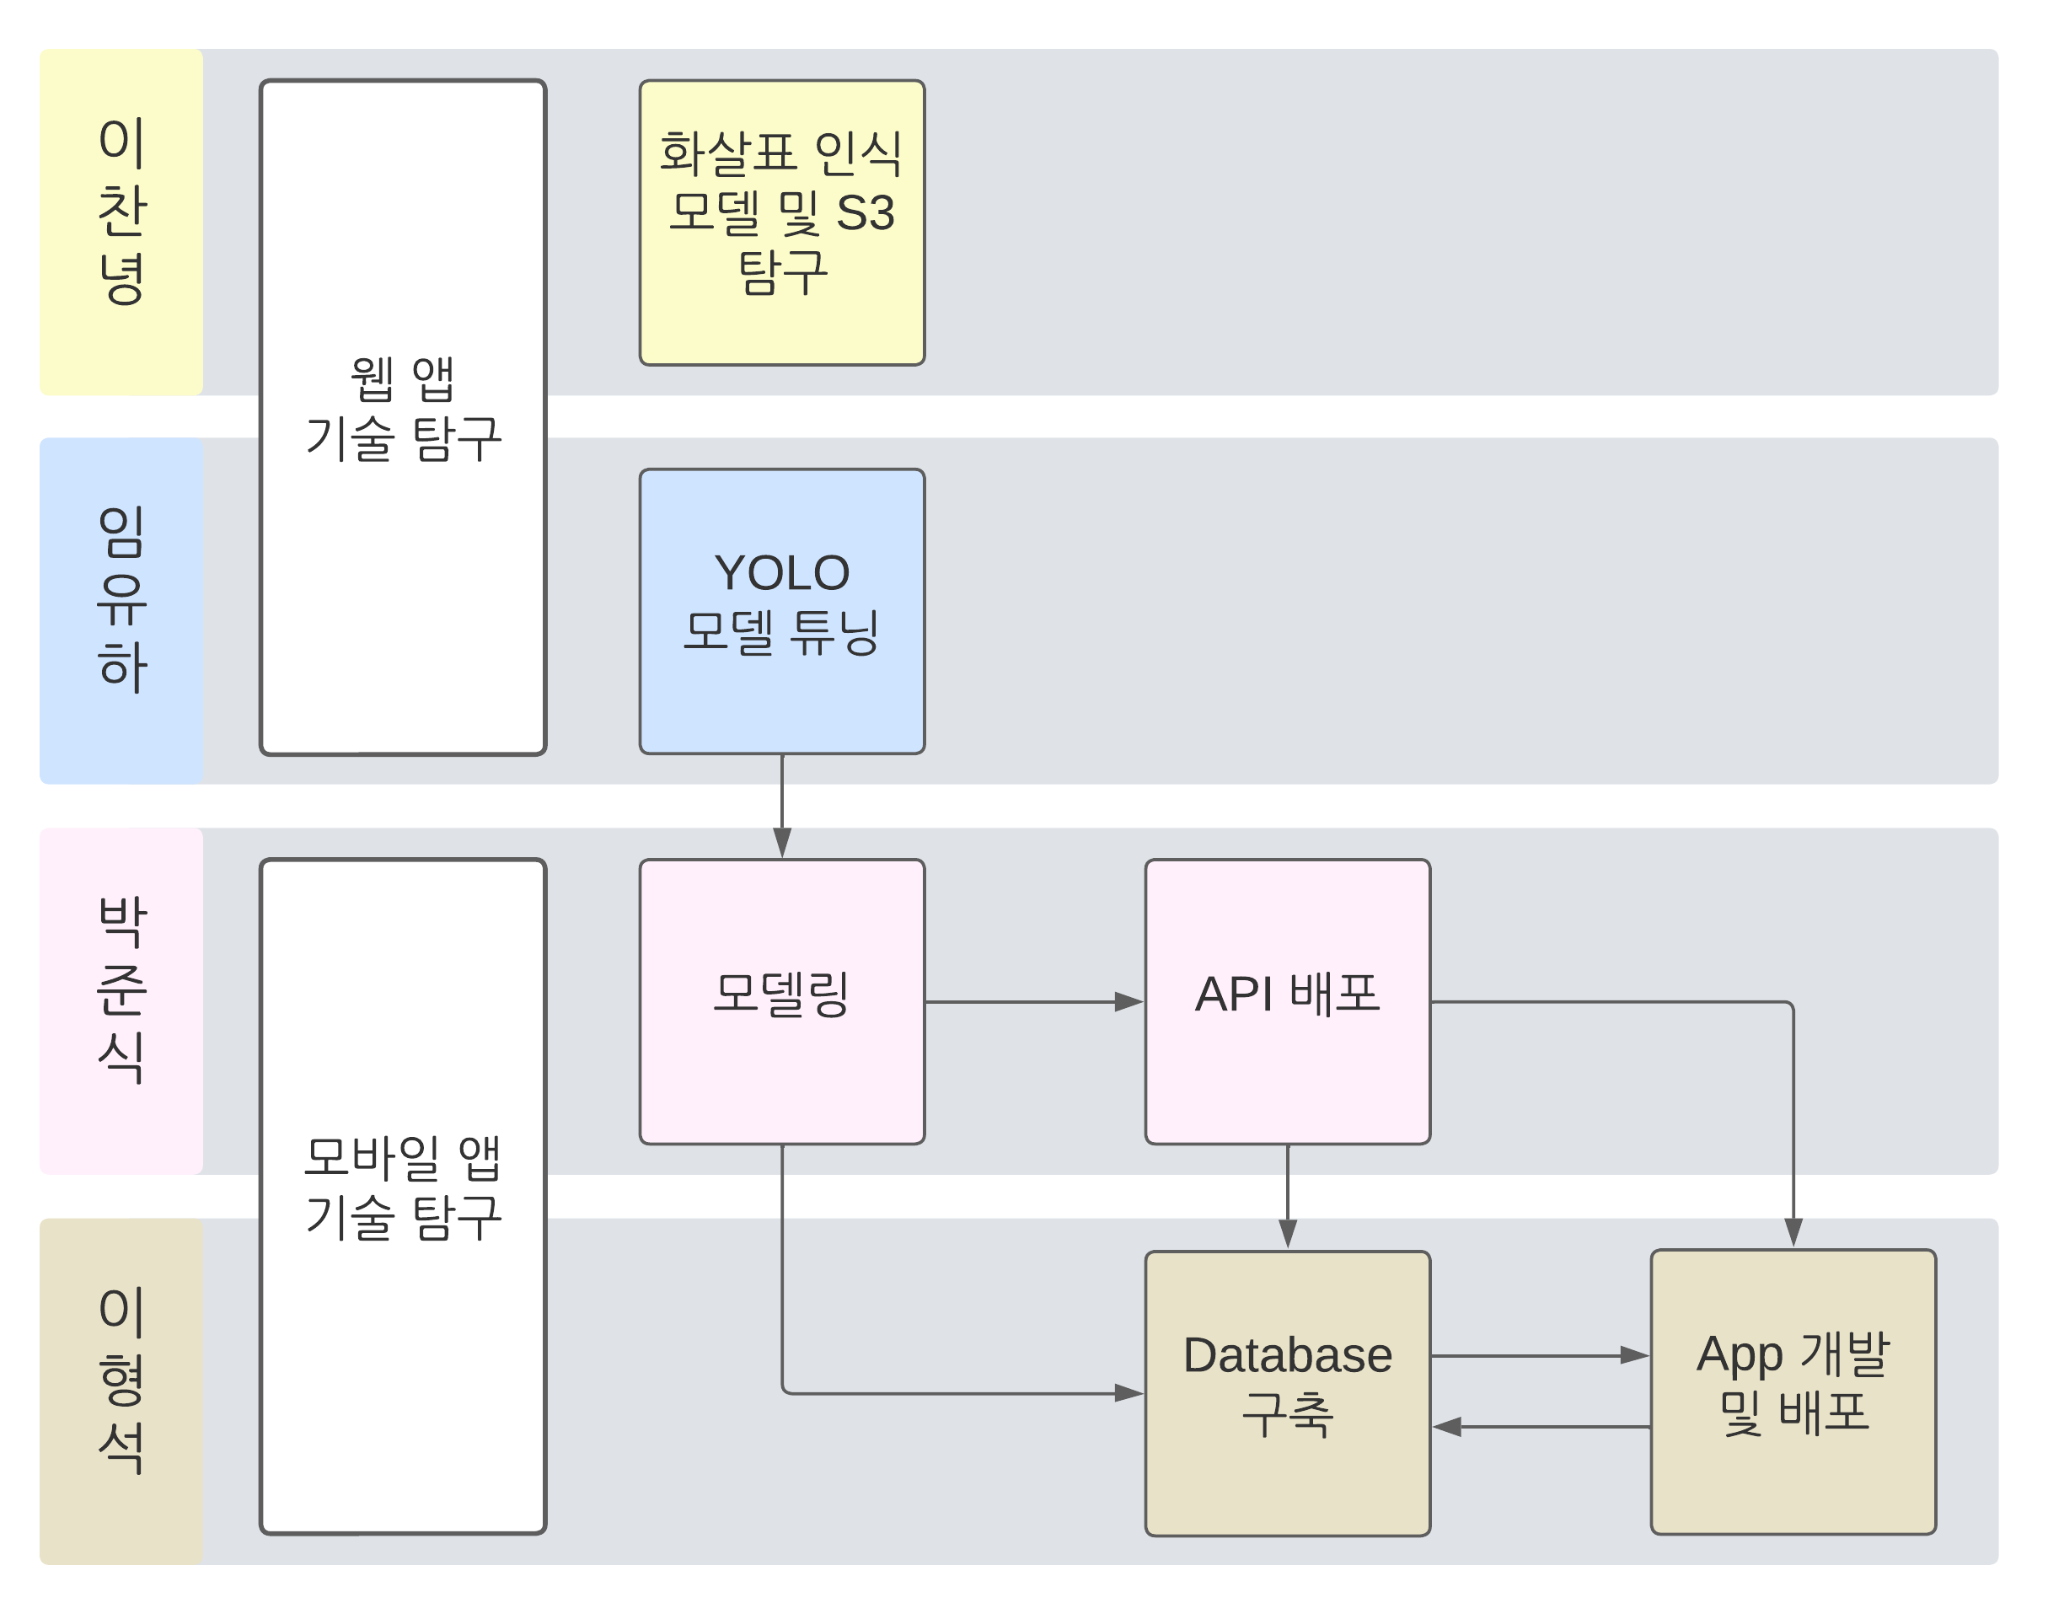 이
찬
녕
웹 앱
기술 탐구
화살표 인식
모델 및 S3
탐구
임
유
하
YOLO
모델 튜닝
박
준
식
모바일 앱
기술 탐구
모델링
API 배포
이
형
석
Database
구축
App 개발
및 배포